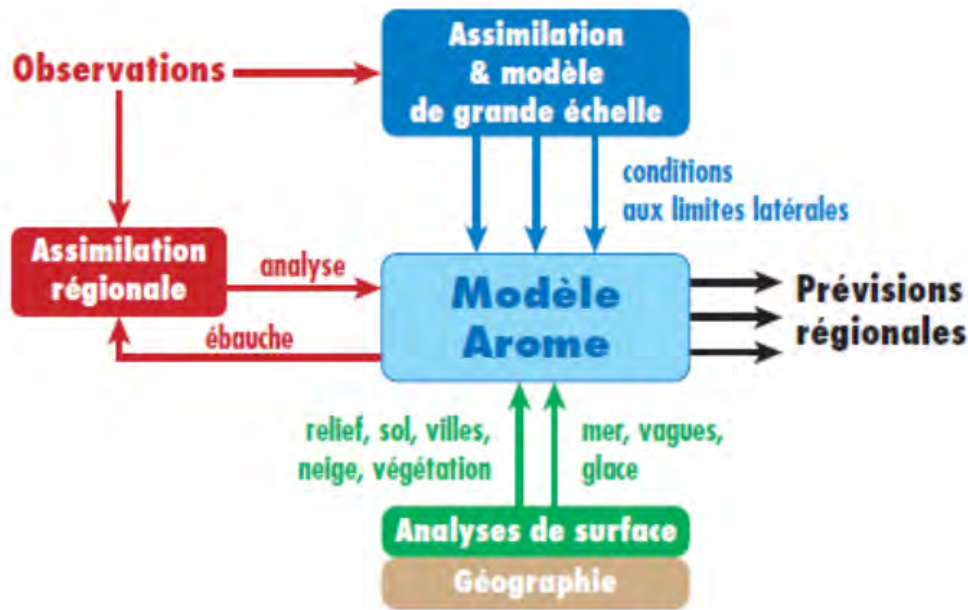 Observations
Assimilation
& modèle
de grande échelle
conditions
aux limites latérales
Assimilation
régionale
analyse
ébauche
Modèle
Arome
Prévisions
régionales
relief, sol, villes,
neige, végétation
mer, vagues,
glace
Analyses de surface
Géographie